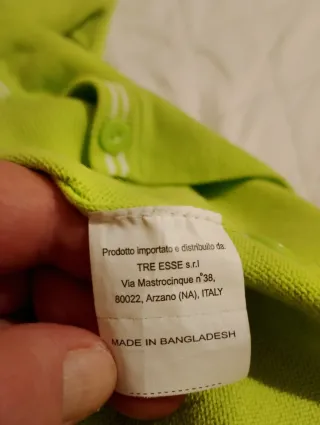 Prodotto importato e distribuito da:
TRE ESSE s.r.l
Via Mastrocinque n°38,
80022, Arzano (NA), ITALY
MADE IN BANGLADESH